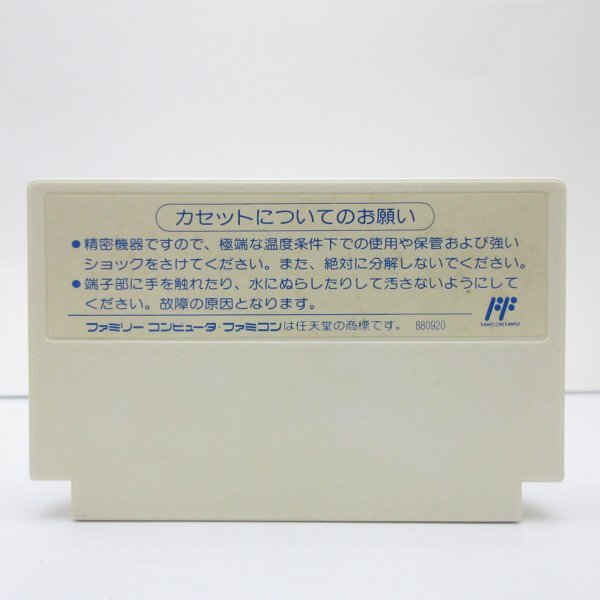 カセットについてのお願い
●精密機器ですので、極端な温度条件下での使用や保管および強い
ショックをさけてください。また、絶対に分解しないでください。
●端子部に手を触れたり、水にぬらしたりして汚さないようにして
ください。故障の原因となります。
FAMICOM FAMILY
ファミリー コンピュータ・ファミコンは任天堂の商標です。 880920